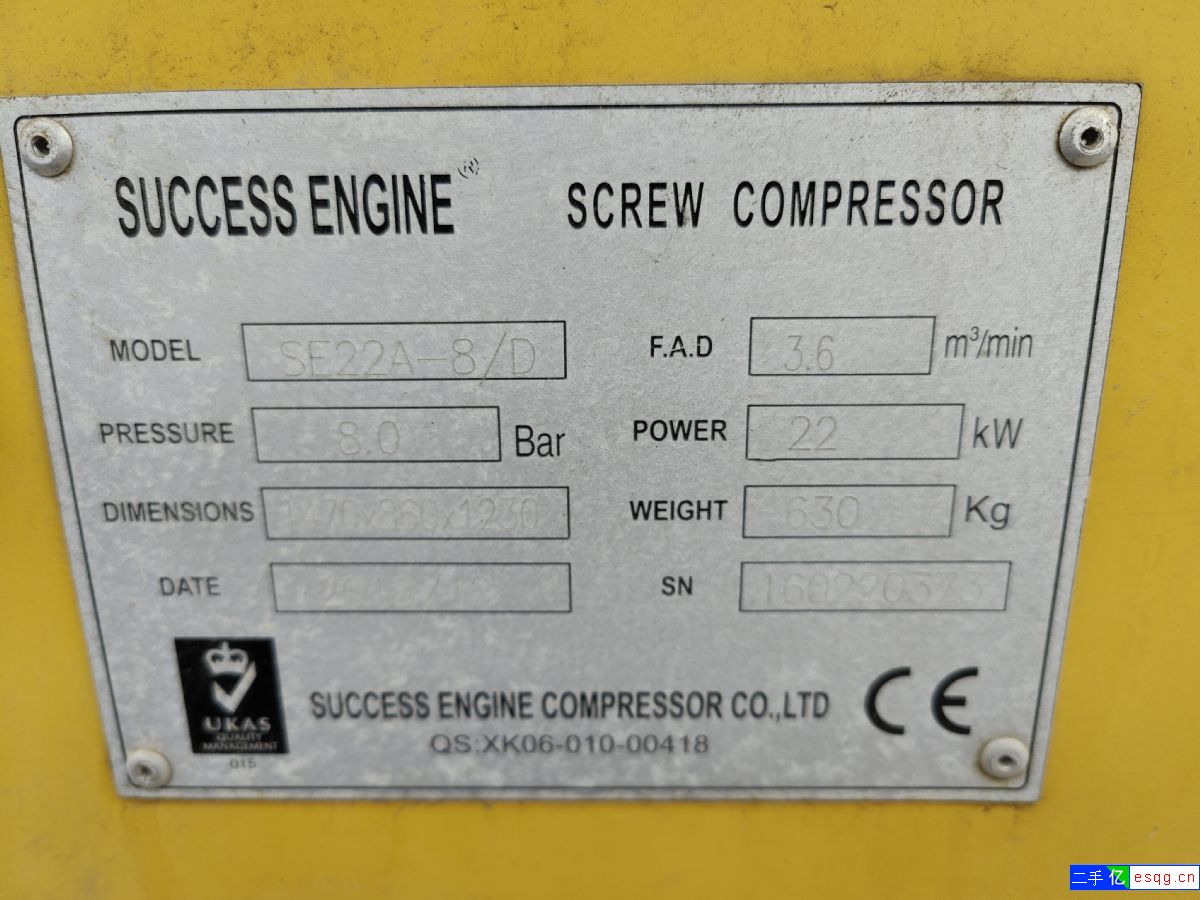 SUCCESS ENGINE® SCREW COMPRESSOR
MODEL SE22A-8/D F.A.D 3.6 m³/min
PRESSURE 8.0 Bar POWER 22 kW
DIMENSIONS WEIGHT 630 Kg
DATE SN 160220373
UKAS
QUALITY
MANAGEMENT
015
SUCCESS ENGINE COMPRESSOR CO.,LTD
QS:XK06-010-00418
CE
二手亿 esqg.cn